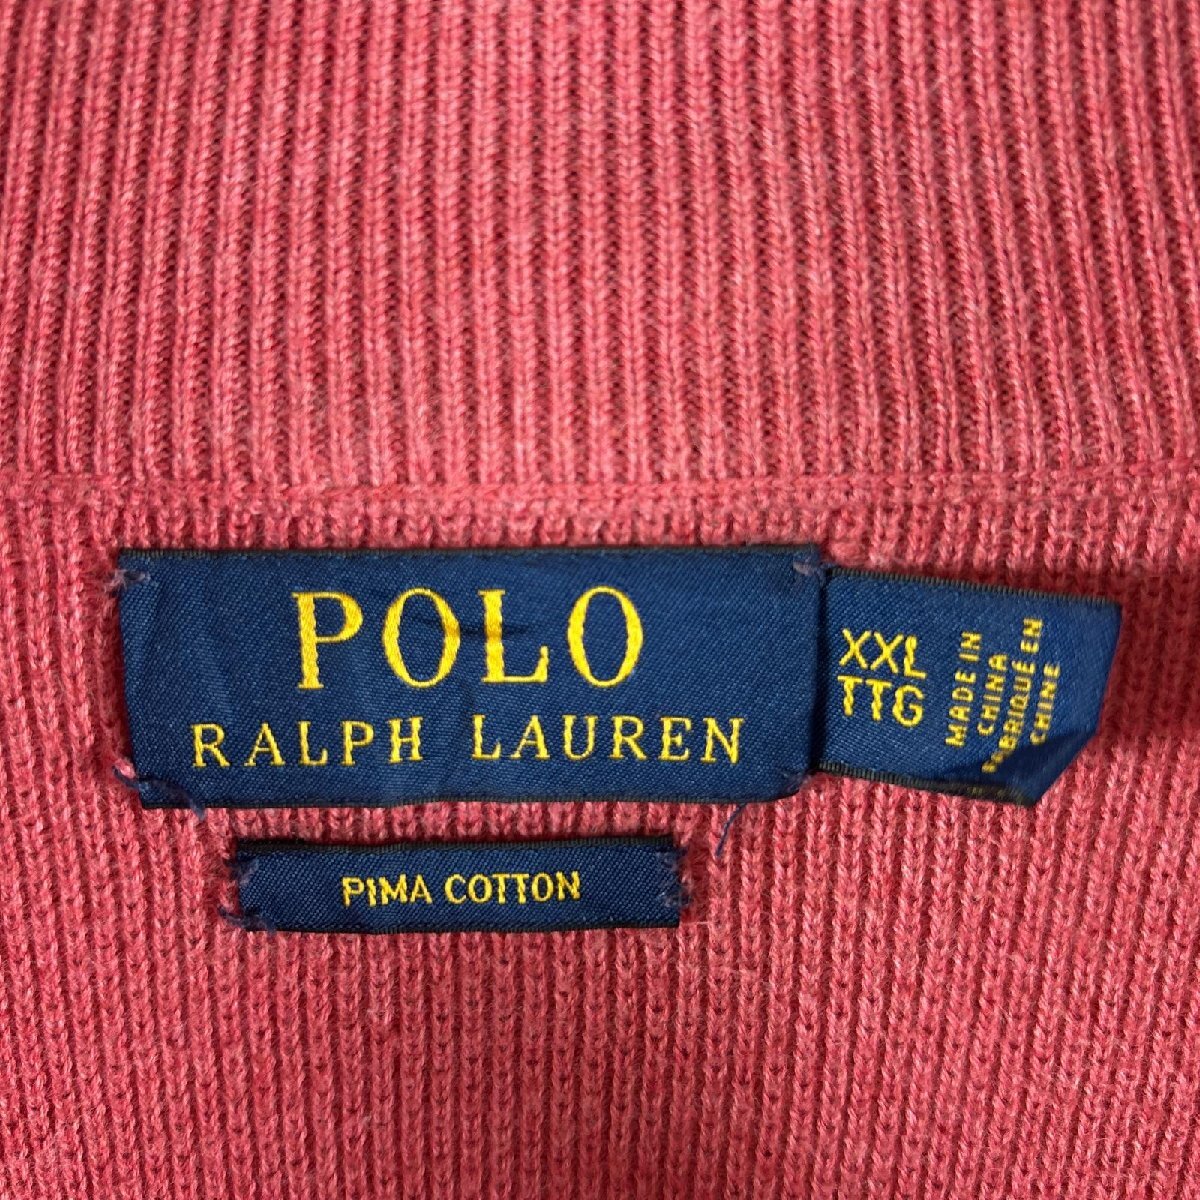 POLO
RALPH LAUREN
XXL
TTG
MADE IN
CHINA
FABRIQUÉ EN
CHINE
PIMA COTTON